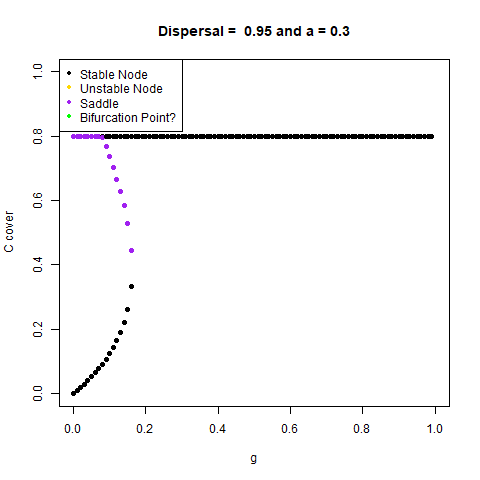 Dispersal =  0.95 and a = 0.3
Stable Node
Unstable Node
Saddle
Bifurcation Point?
C cover
1.0
0.8
0.6
0.4
0.2
0.0
0.0 0.2 0.4 0.6 0.8 1.0
g